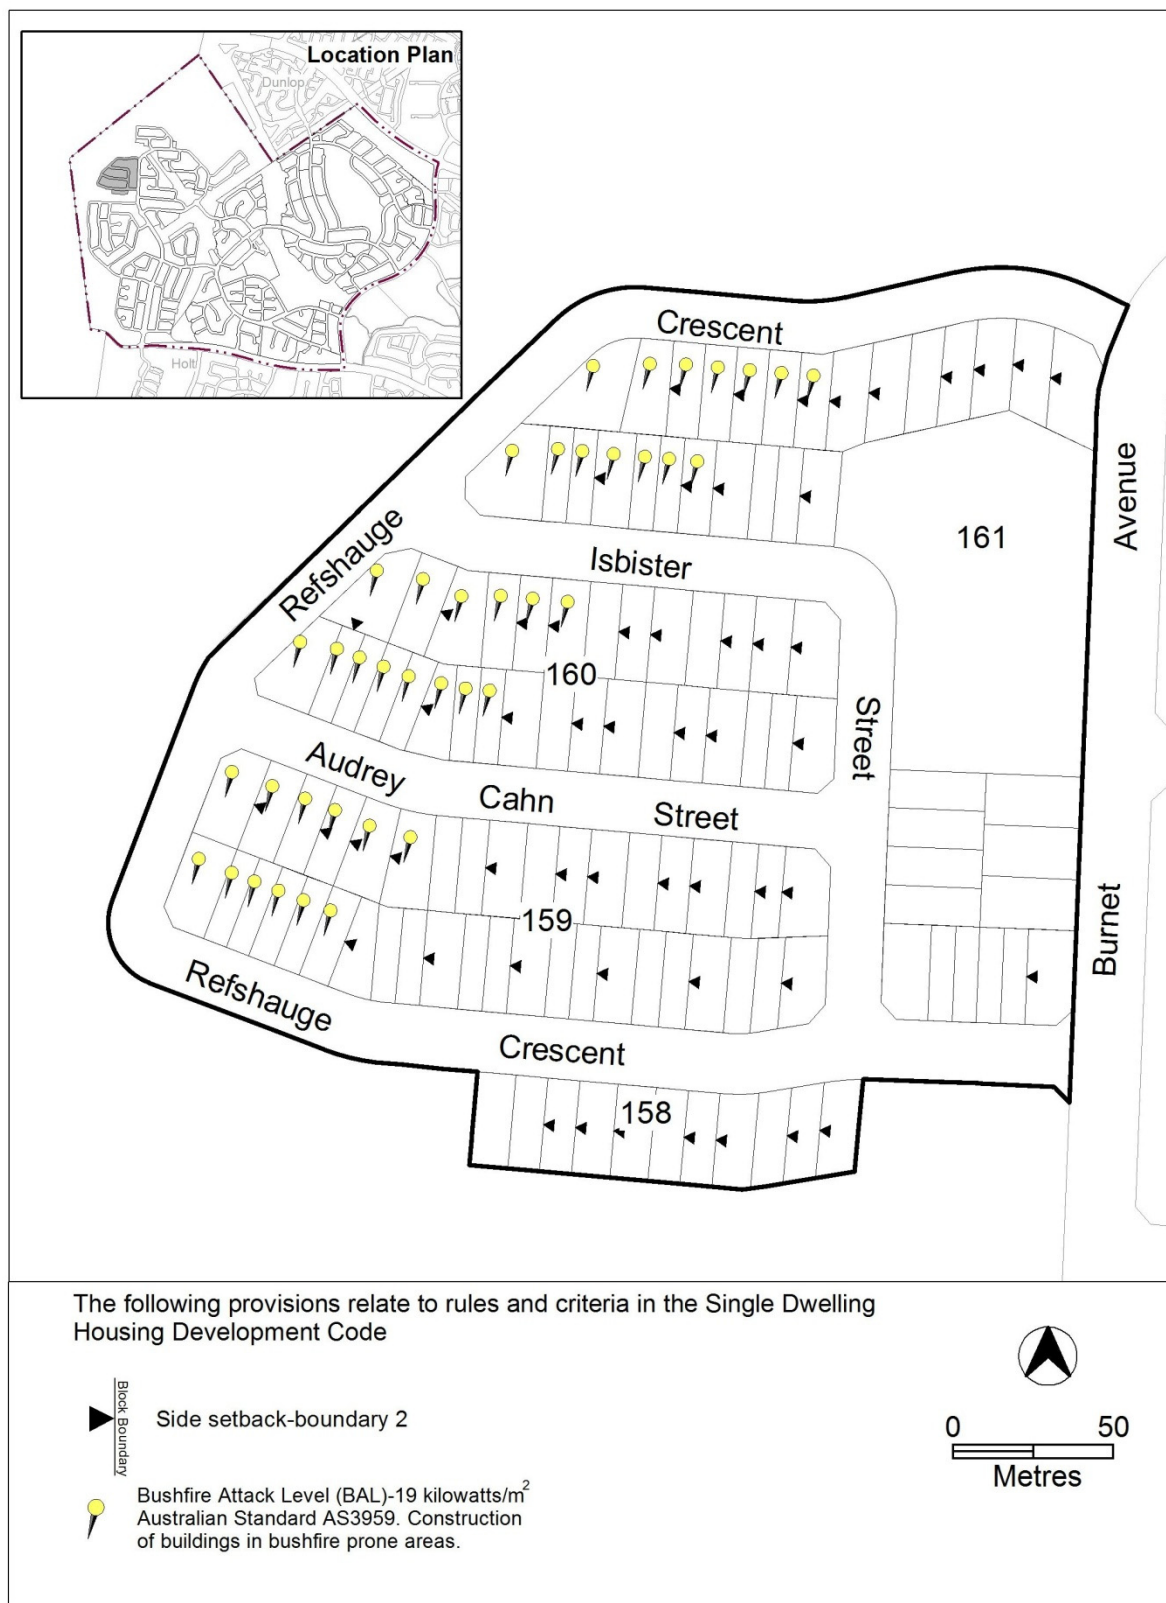 Location Plan
Dunlop
Holt
Crescent
Avenue
161
Refshauge
Isbister
160
Street
Audrey
Cahn
Street
159
Burnet
Refshauge
Crescent
158
The following provisions relate to rules and criteria in the Single Dwelling
Housing Development Code
Block Boundary
Side setback-boundary 2
0 50
Metres
Bushfire Attack Level (BAL)-19 kilowatts/m²
Australian Standard AS3959. Construction
of buildings in bushfire prone areas.